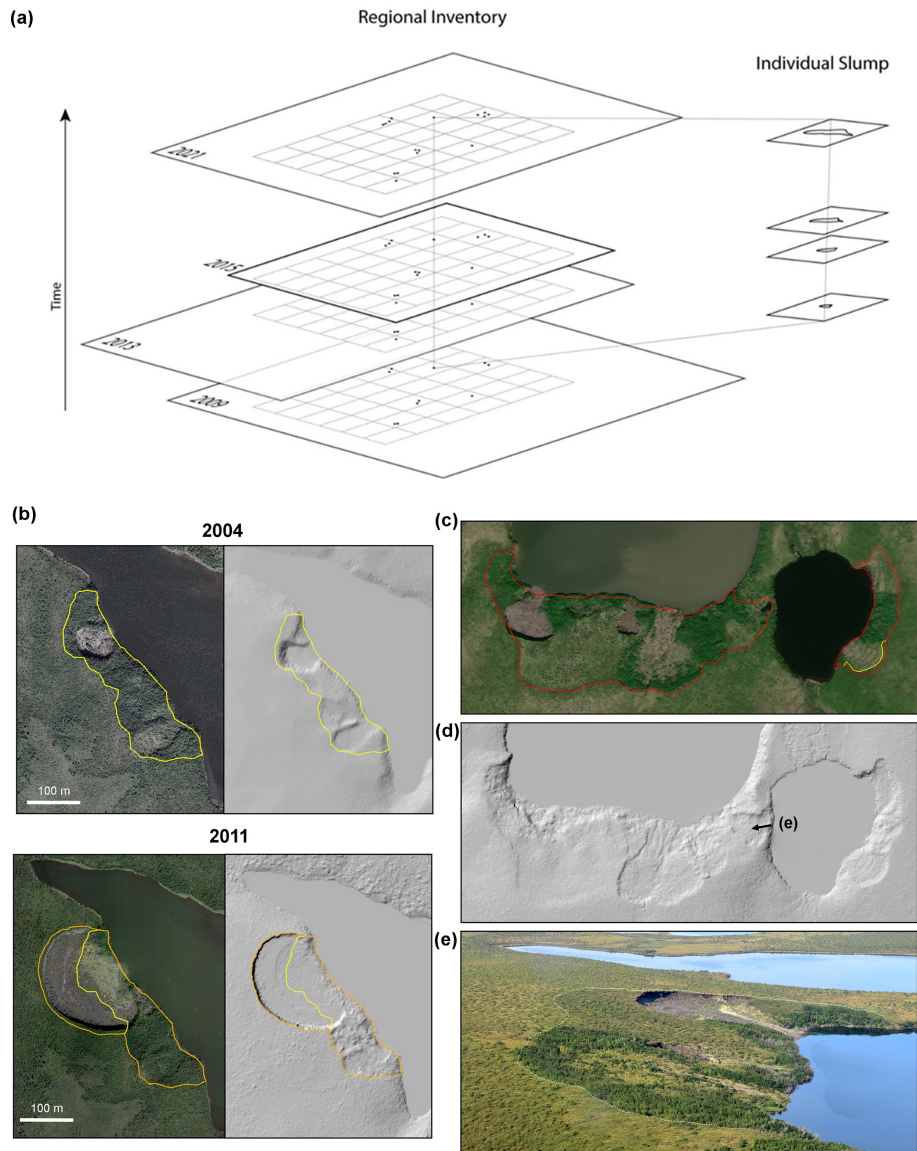 (a)
Regional Inventory
Individual Slump
Time
2021
2015
2013
2009
(b)
2004
100 m
2011
100 m
(c)
(d)
(e)
(e)